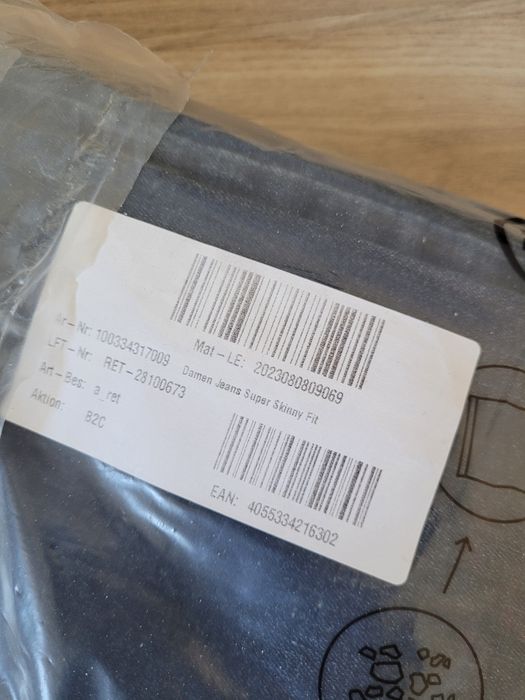 Mat-LE: 2023080809069
Ar-Nr: 100334317009 Damen Jeans Super Skinny Fit
LFT-Nr: RET-28100673
Art-Bes: a_ret
Aktion: B2C
EAN: 4055334216302